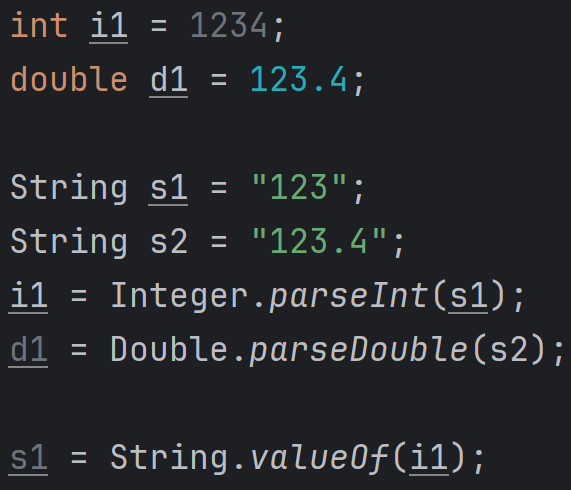 int i1 = 1234;
double d1 = 123.4;
String s1 = "123";
String s2 = "123.4";
i1 = Integer.parseInt(s1);
d1 = Double.parseDouble(s2);
s1 = String.valueOf(i1);